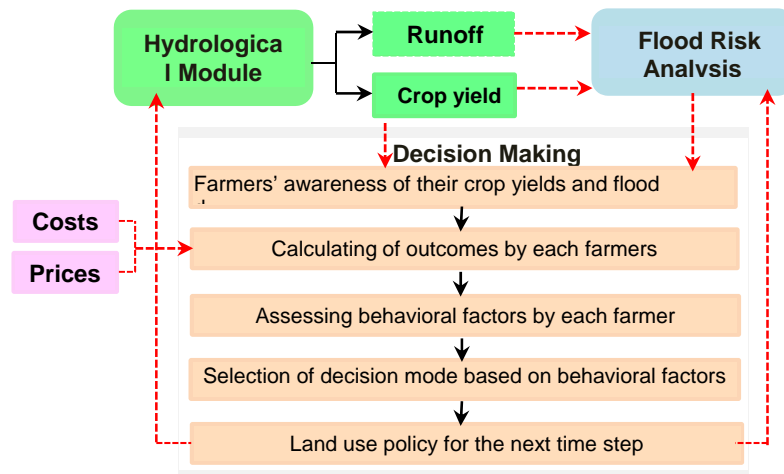 Hydrologica
l Module
Runoff
Crop yield
Flood Risk
Analysis
Decision Making
Farmers' awareness of their crop yields and flood
Costs
Prices
Calculating of outcomes by each farmers
Assessing behavioral factors by each farmer
Selection of decision mode based on behavioral factors
Land use policy for the next time step